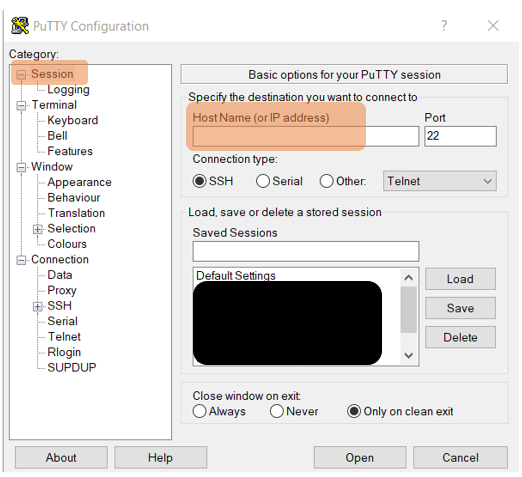 PuTTY Configuration
?
Category:
Session
Logging
Terminal
Keyboard
Bell
Features
Window
Appearance
Behaviour
Translation
Selection
Colours
Connection
Data
Proxy
SSH
Serial
Telnet
Rlogin
SUPDUP
Basic options for your PuTTY session
Specify the destination you want to connect to
Host Name (or IP address) Port
22
Connection type:
SSH Serial Other: Telnet
Load, save or delete a stored session
Saved Sessions
Default Settings
Load
Save
Delete
Close window on exit:
Always Never Only on clean exit
About Help Open Cancel